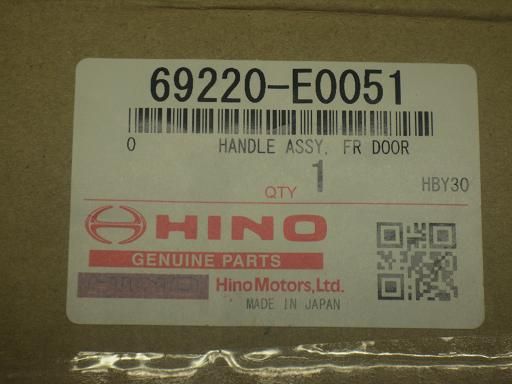 69220-E0051
0 HANDLE ASSY, FR DOOR
QTY 1 HBY30
HINO
GENUINE PARTS
Hino Motors, Ltd.
MADE IN JAPAN